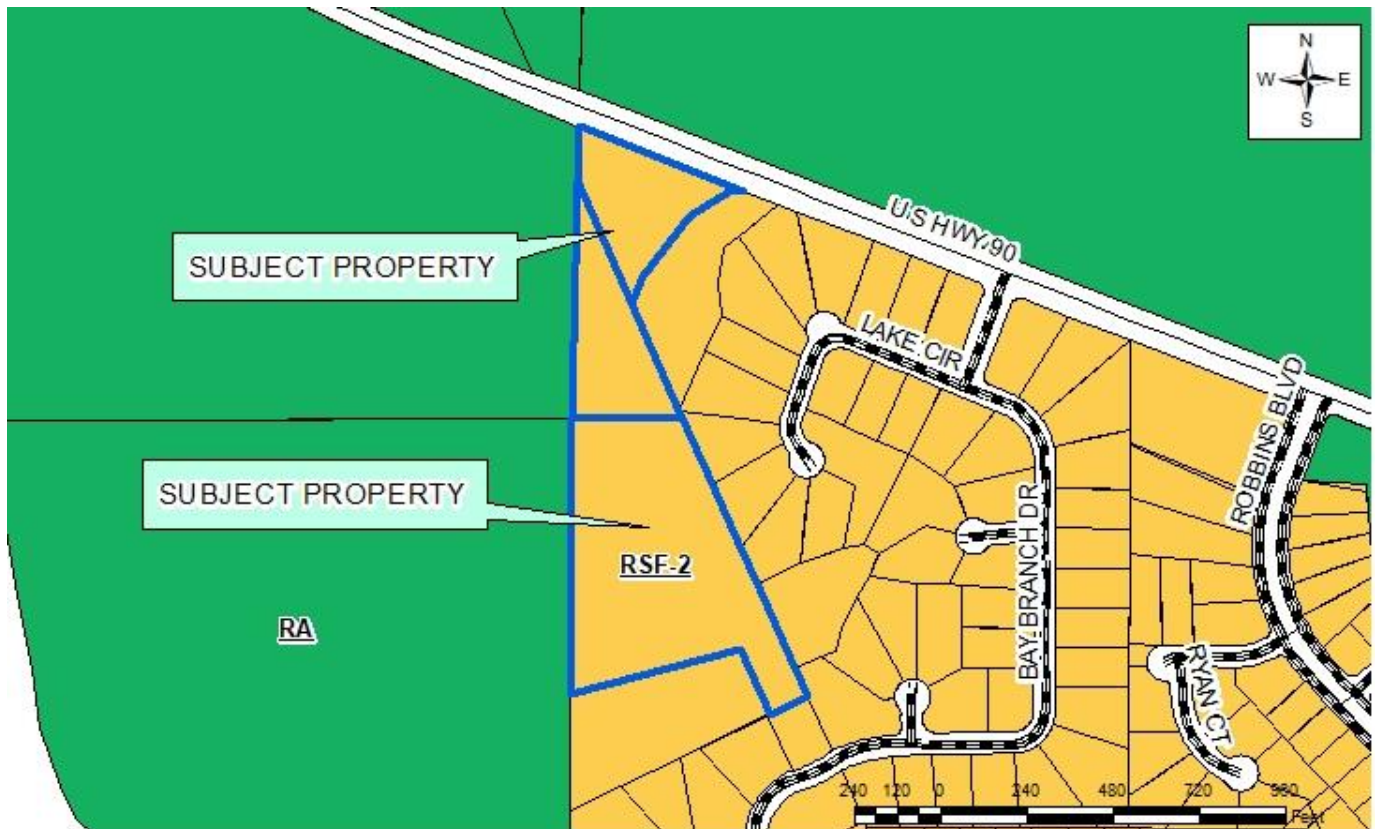 N
W E
S
U S HWY 90
SUBJECT PROPERTY
LAKE CIR
ROBBINS BLVD
SUBJECT PROPERTY
BAY BRANCH DR
RSF-2
RA
RYAN CT
240 120 0 240 480 720 960
Feet